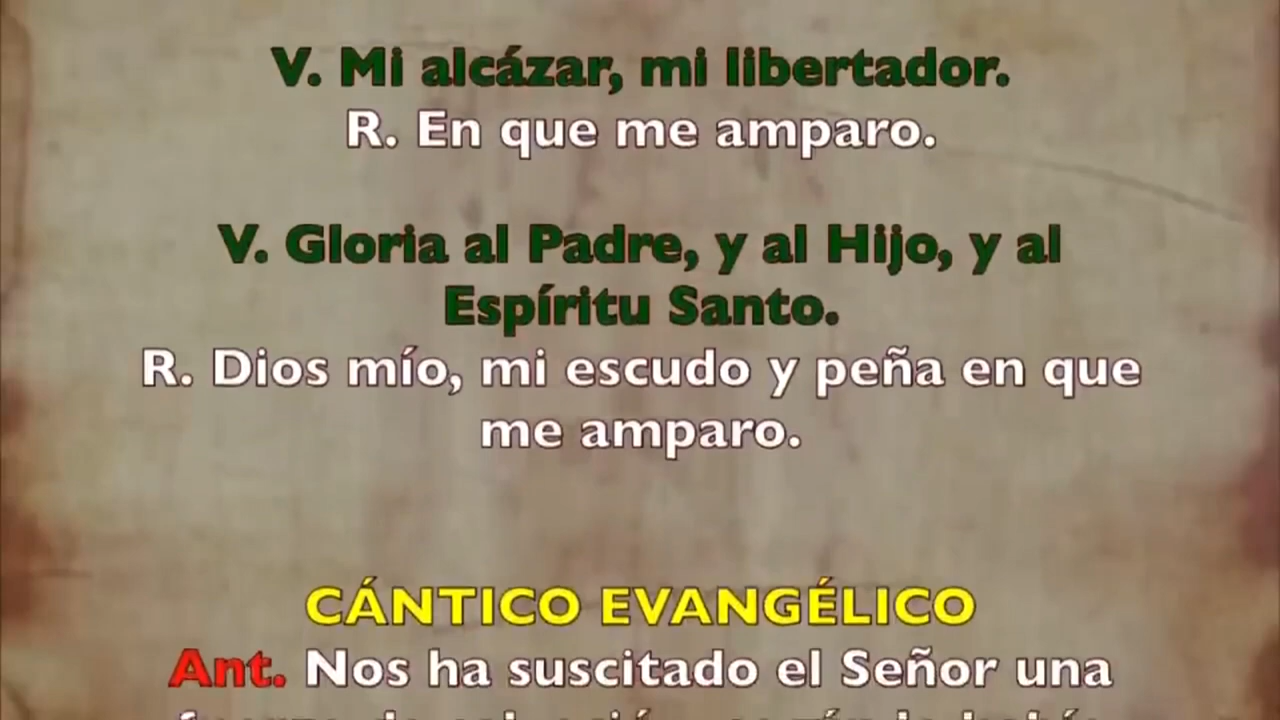 V. Mi alcázar, mi libertador.
R. En que me amparo.
V. Gloria al Padre, y al Hijo, y al
Espíritu Santo.
R. Dios mío, mi escudo y peña en que
me amparo.
CÁNTICO EVANGÉLICO
Ant. Nos ha suscitado el Señor una